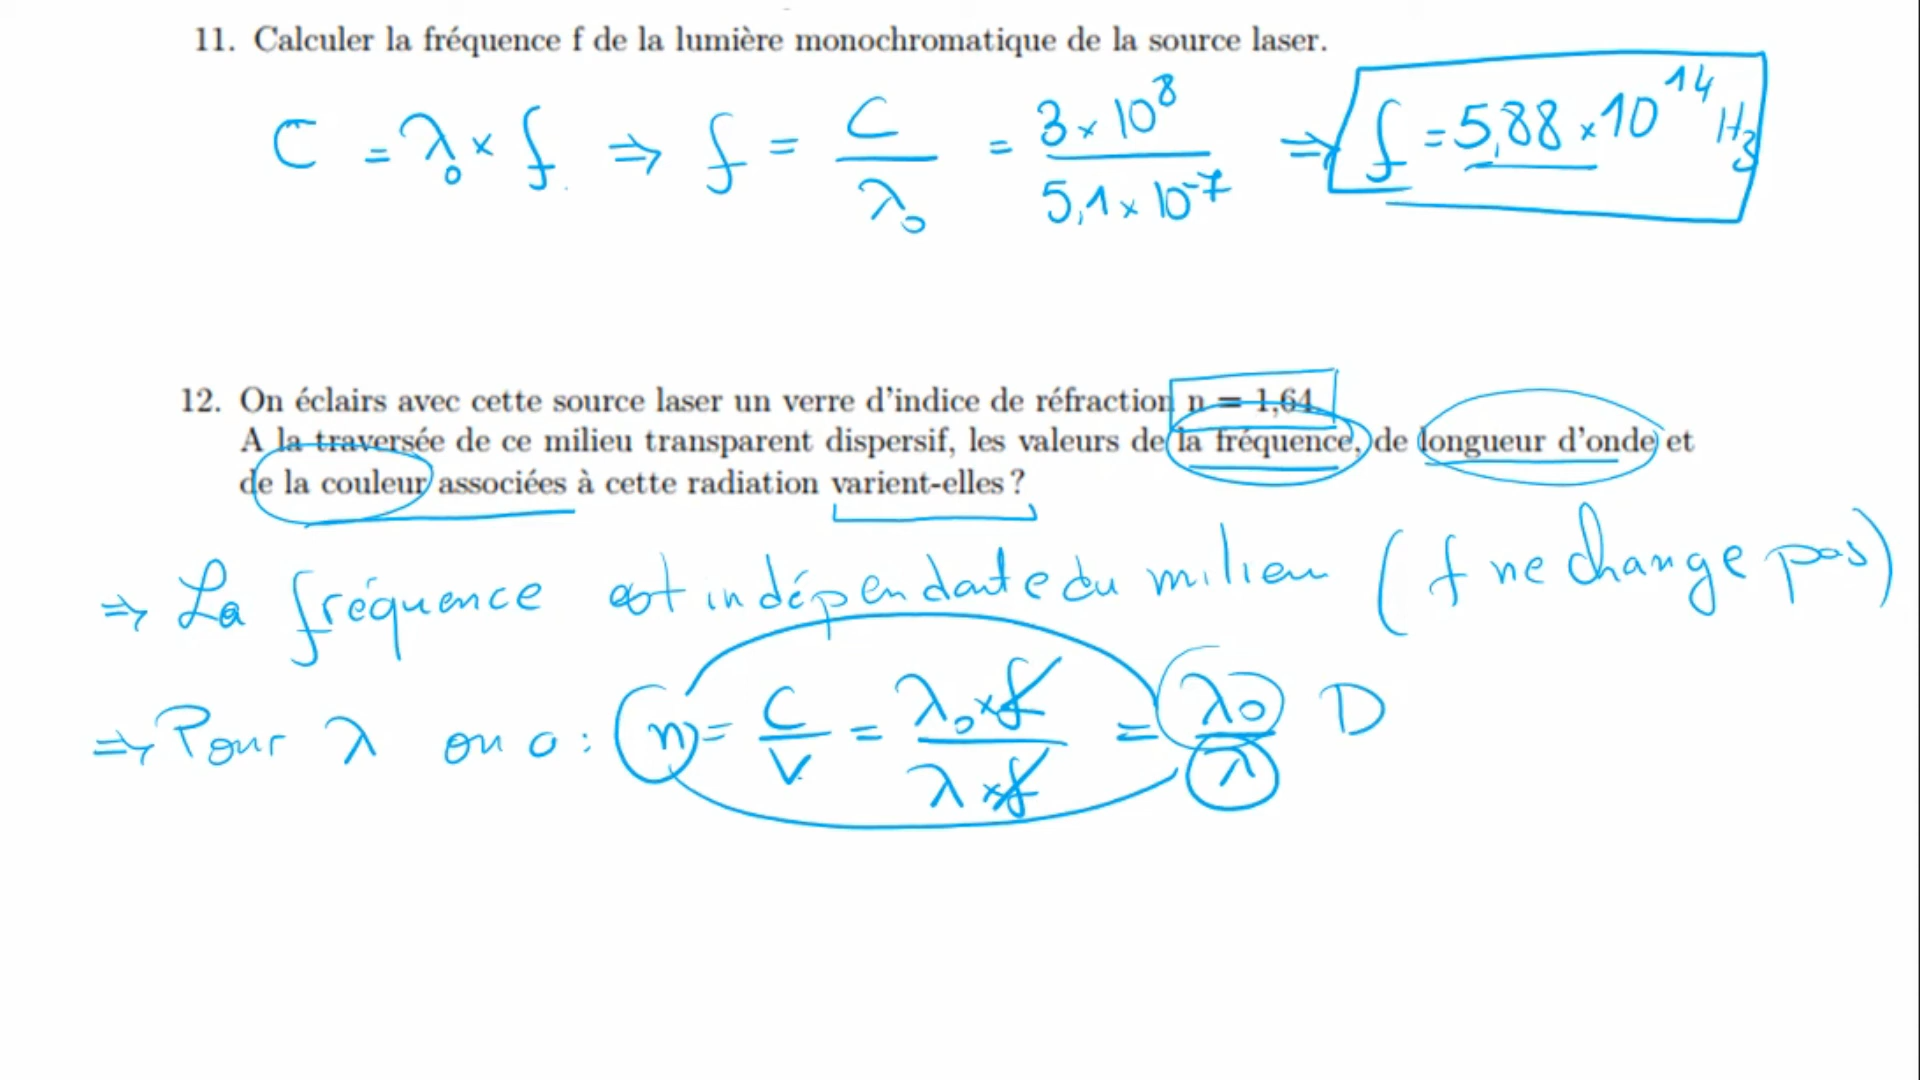 11. Calculer la fréquence f de la lumière monochromatique de la source laser.
C = λ₀ × f ⇒ f = C / λ₀ = 3 × 10⁸ / 5,1 × 10⁻⁷ ⇒ f = 5,88 × 10¹⁴ Hz
12. On éclairs avec cette source laser un verre d'indice de réfraction n = 1,64.
A la traversée de ce milieu transparent dispersif, les valeurs de la fréquence, de longueur d'onde et
de la couleur associées à cette radiation varient-elles ?
⇒ La fréquence est indépendante du milieu ( f ne change pas)
⇒ Pour λ on a : n = C / V = λ₀ × f / λ × f = λ₀ / λ D